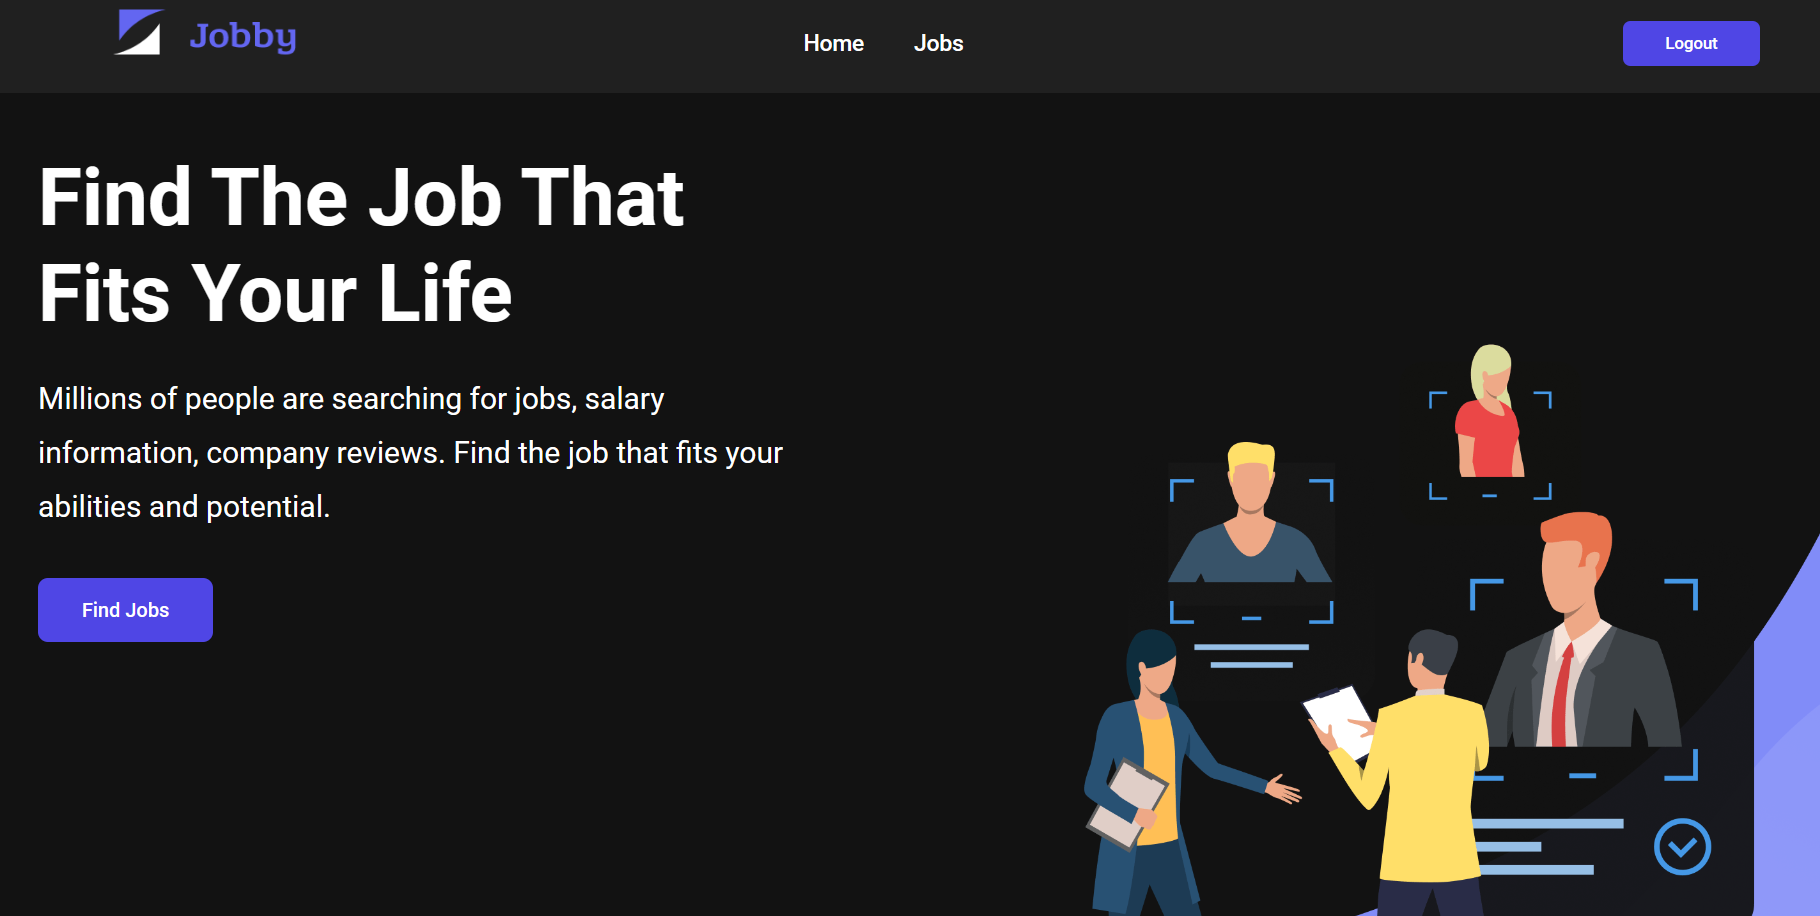 Jobby
Home
Jobs
Logout
Find The Job That
Fits Your Life
Millions of people are searching for jobs, salary
information, company reviews. Find the job that fits your
abilities and potential.
Find Jobs